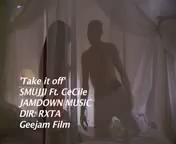 'Take it off'
SMUJJI Ft. CeCile
JAMDOWN MUSIC
DIR: RXTA
Geejam Film